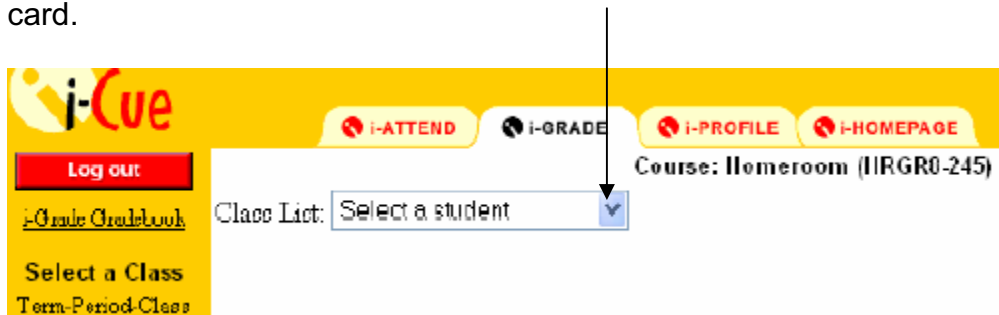 card.
i-Cue
i-ATTEND i-GRADE i-PROFILE i-HOMEPAGE
Log out
Course: Homeroom (HRGR8-245)
i-Grade Gradebook
Class List: Select a student
Select a Class
Term-Period-Class